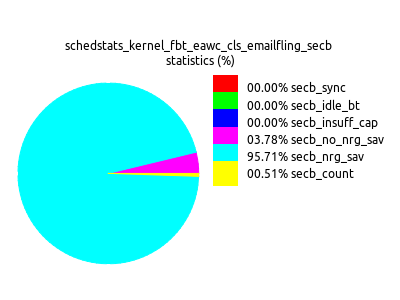 schedstats_kernel_fbt_eawc_cls_emailfling_secb
statistics (%)
00.00% secb_sync
00.00% secb_idle_bt
00.00% secb_insuff_cap
03.78% secb_no_nrg_sav
95.71% secb_nrg_sav
00.51% secb_count